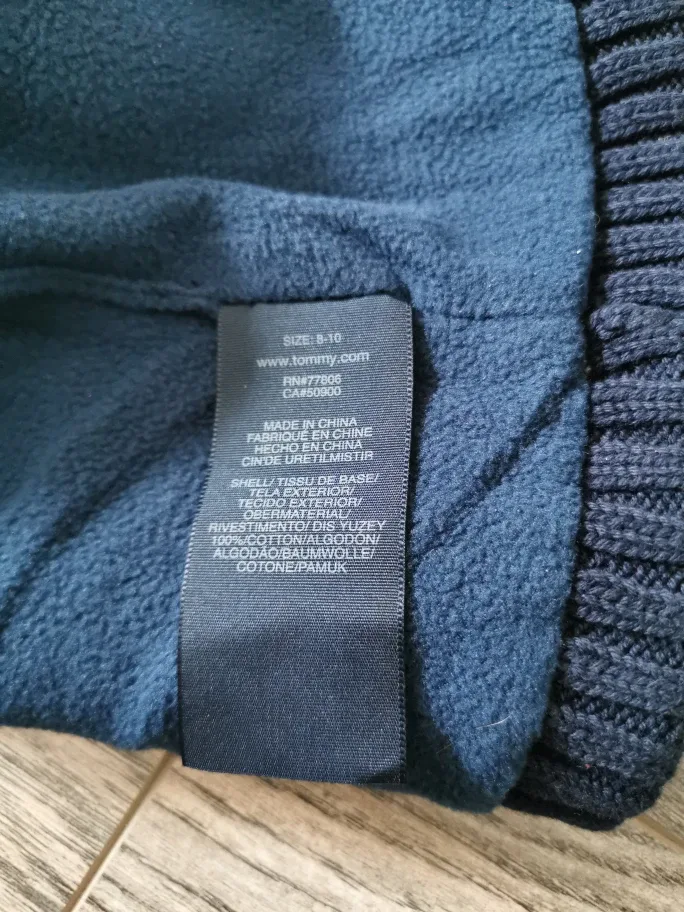 SIZE: 8-10
www.tommy.com
RN#77806
CA#50900
MADE IN CHINA
FABRIQUÉ EN CHINE
HECHO EN CHINA
CIN'DE URETILMISTIR
SHELL/ TISSU DE BASE/
TELA EXTERIOR/
TECIDO EXTERIOR/
OBERMATERIAL/
RIVESTIMENTO/ DIS YUZEY
100%/COTTON/ALGODÓN/
ALGODÃO/BAUMWOLLE/
COTONE/PAMUK